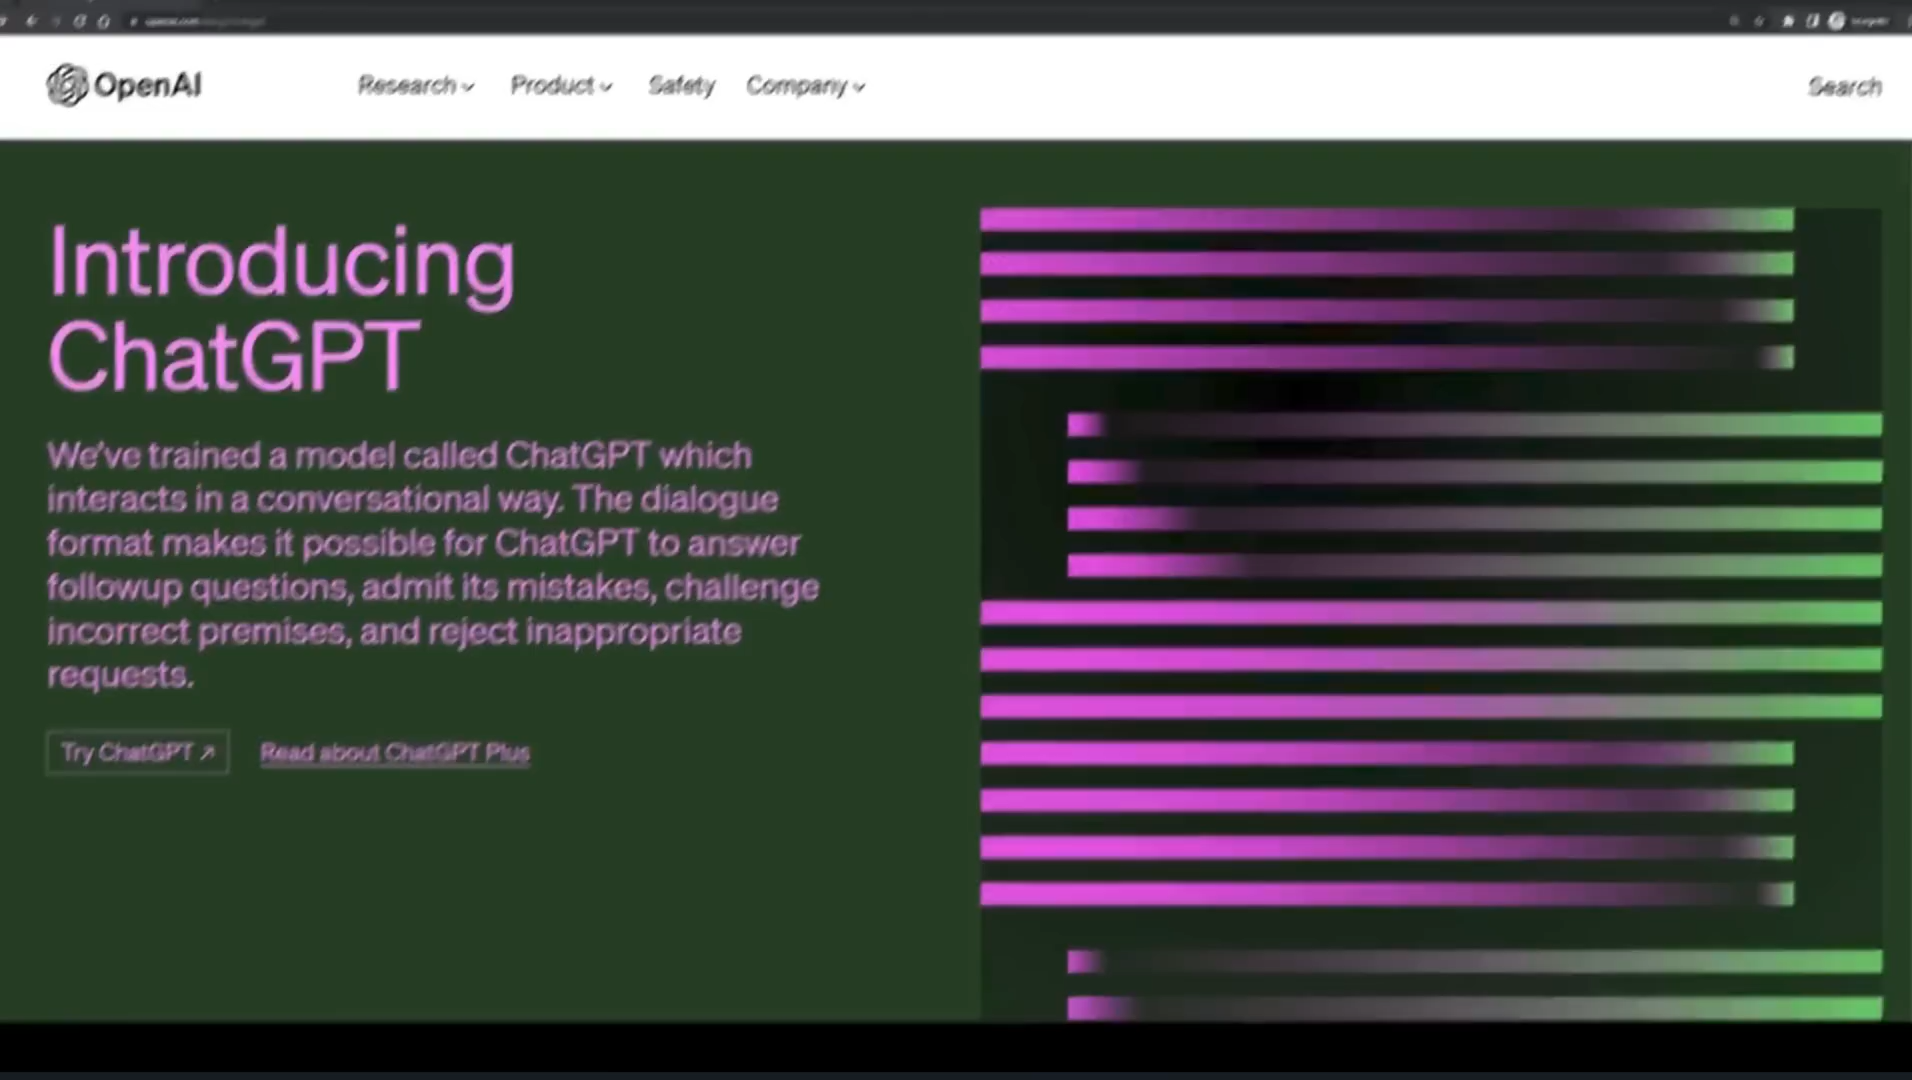 OpenAI
Research
Product
Safety
Company
Search
Introducing
ChatGPT
We've trained a model called ChatGPT which
interacts in a conversational way. The dialogue
format makes it possible for ChatGPT to answer
followup questions, admit its mistakes, challenge
incorrect premises, and reject inappropriate
requests.
Try ChatGPT ↗
Read about ChatGPT Plus